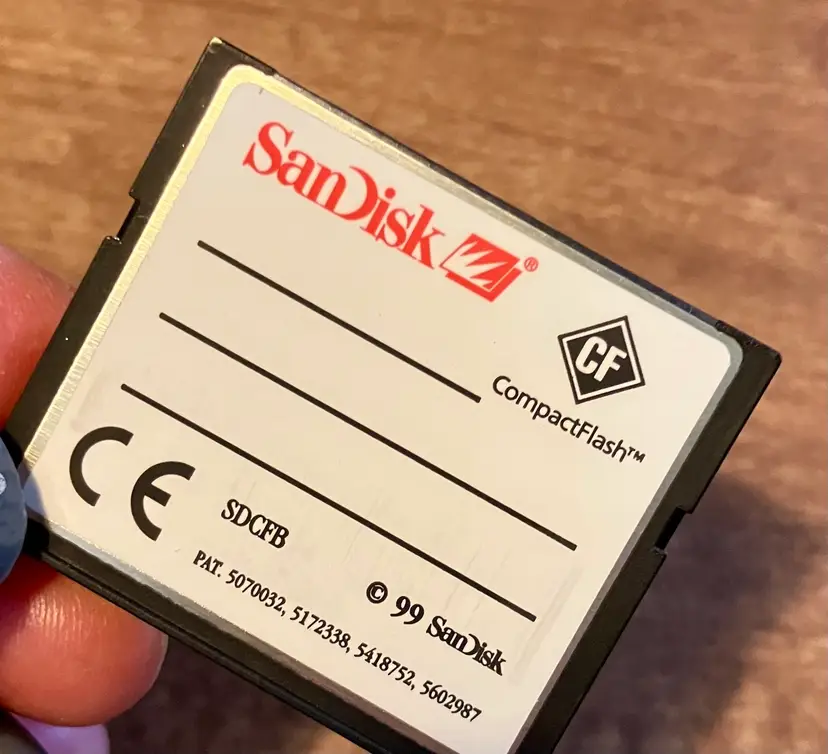 SanDisk®
CF
CompactFlash™
CE
SDCFB
© 99 SanDisk
PAT. 5070032, 5172338, 5418752, 5602987